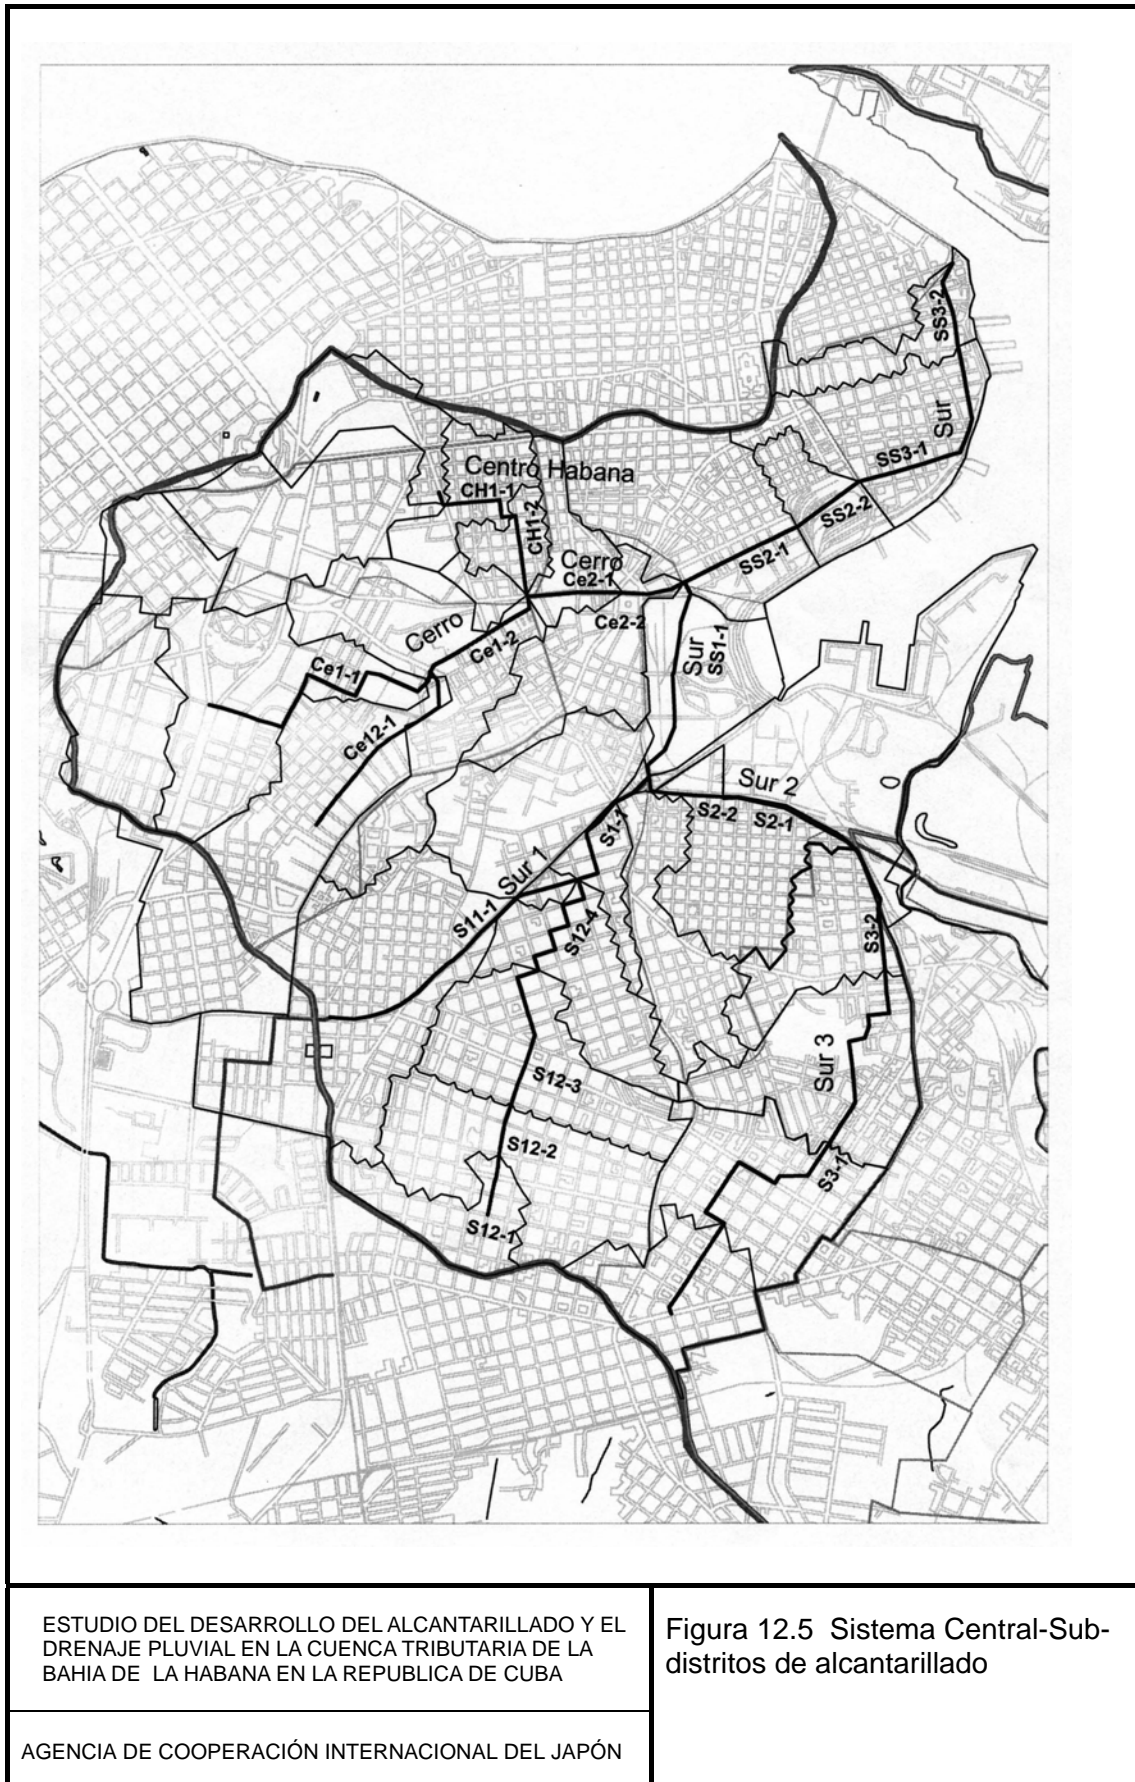 SS3-2
Sur
SS3-1
Centro Habana
CH1-1
SS2-2
CH1-2
SS2-1
Cerro
Ce2-1
Ce2-2
Cerro
Ce1-2
Sur
SS1-1
Ce1-1
Ce12-1
Sur 2
S2-2
S2-1
S1-1
Sur 1
S11-1
S12-4
S3-2
Sur 3
S12-3
S12-2
S3-1
S12-1
ESTUDIO DEL DESARROLLO DEL ALCANTARILLADO Y EL
DRENAJE PLUVIAL EN LA CUENCA TRIBUTARIA DE LA
BAHIA DE LA HABANA EN LA REPUBLICA DE CUBA
Figura 12.5 Sistema Central-Sub-
distritos de alcantarillado
AGENCIA DE COOPERACIÓN INTERNACIONAL DEL JAPÓN